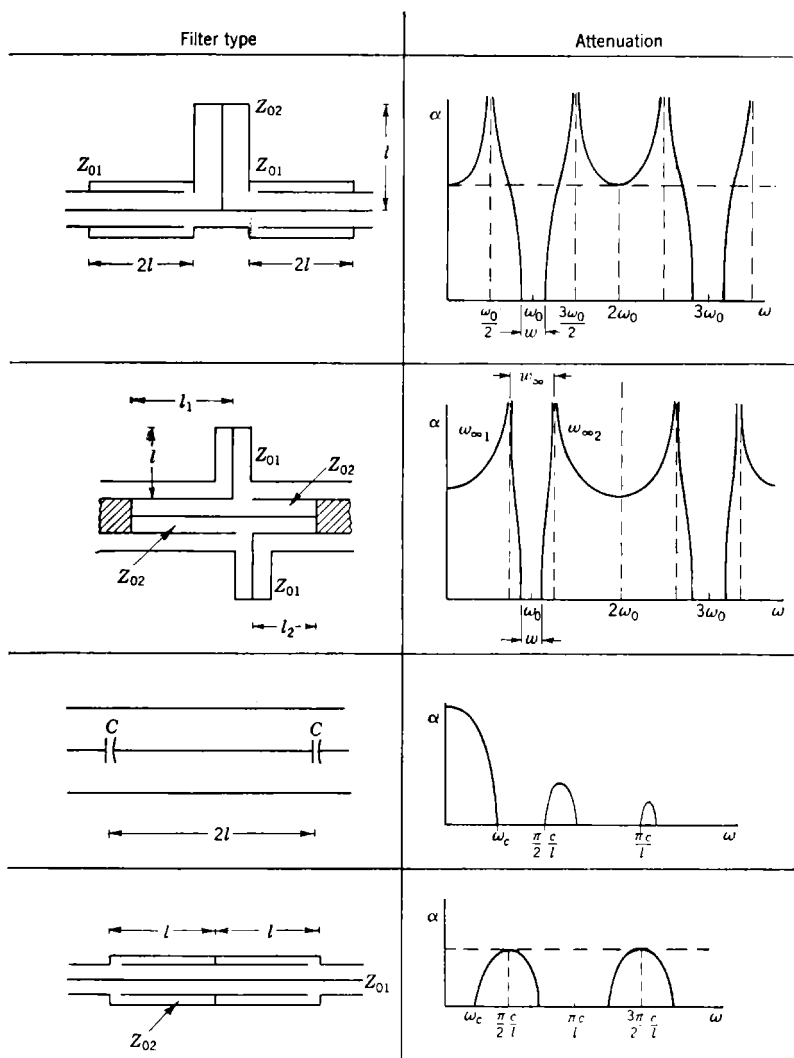 Filter type
Attenuation
Z02
Z01
Z01
l
2l
2l
α
ω0/2
ω0
w
3ω0/2
2ω0
3ω0
ω
l1
l
Z01
Z02
Z02
Z01
l2
w∞
α
ω∞1
ω∞2
ω0
w
2ω0
3ω0
ω
C
C
2l
α
ωc
π/2 c/l
πc/l
ω
l
l
Z01
Z02
α
ωc
π/2 c/l
πc/l
3π/2 c/l
ω